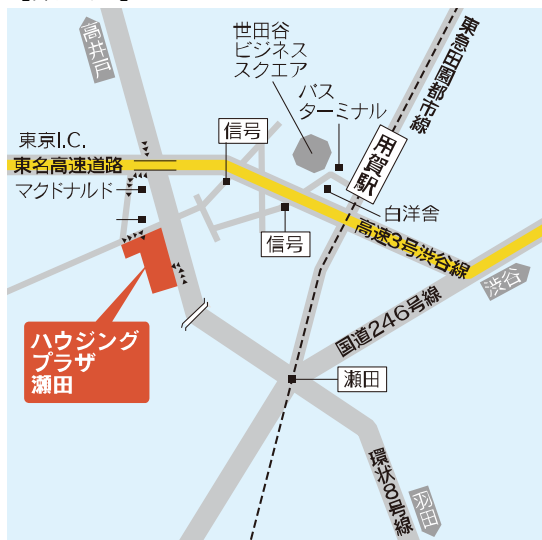 高井戸
世田谷
ビジネス
スクエア
バス
ターミナル
東急田園都市線
用賀駅
信号
東京I.C.
東名高速道路
マクドナルド
白洋舎
信号
高速3号渋谷線
渋谷
国道246号線
ハウジング
プラザ
瀬田
瀬田
環状8号線
羽田